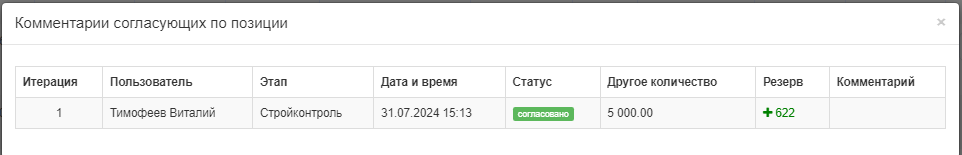 Комментарии согласующих по позиции ×
Итерация Пользователь Этап Дата и время Статус Другое количество Резерв Комментарий
1 Тимофеев Виталий Стройконтроль 31.07.2024 15:13 согласовано 5 000.00 +622